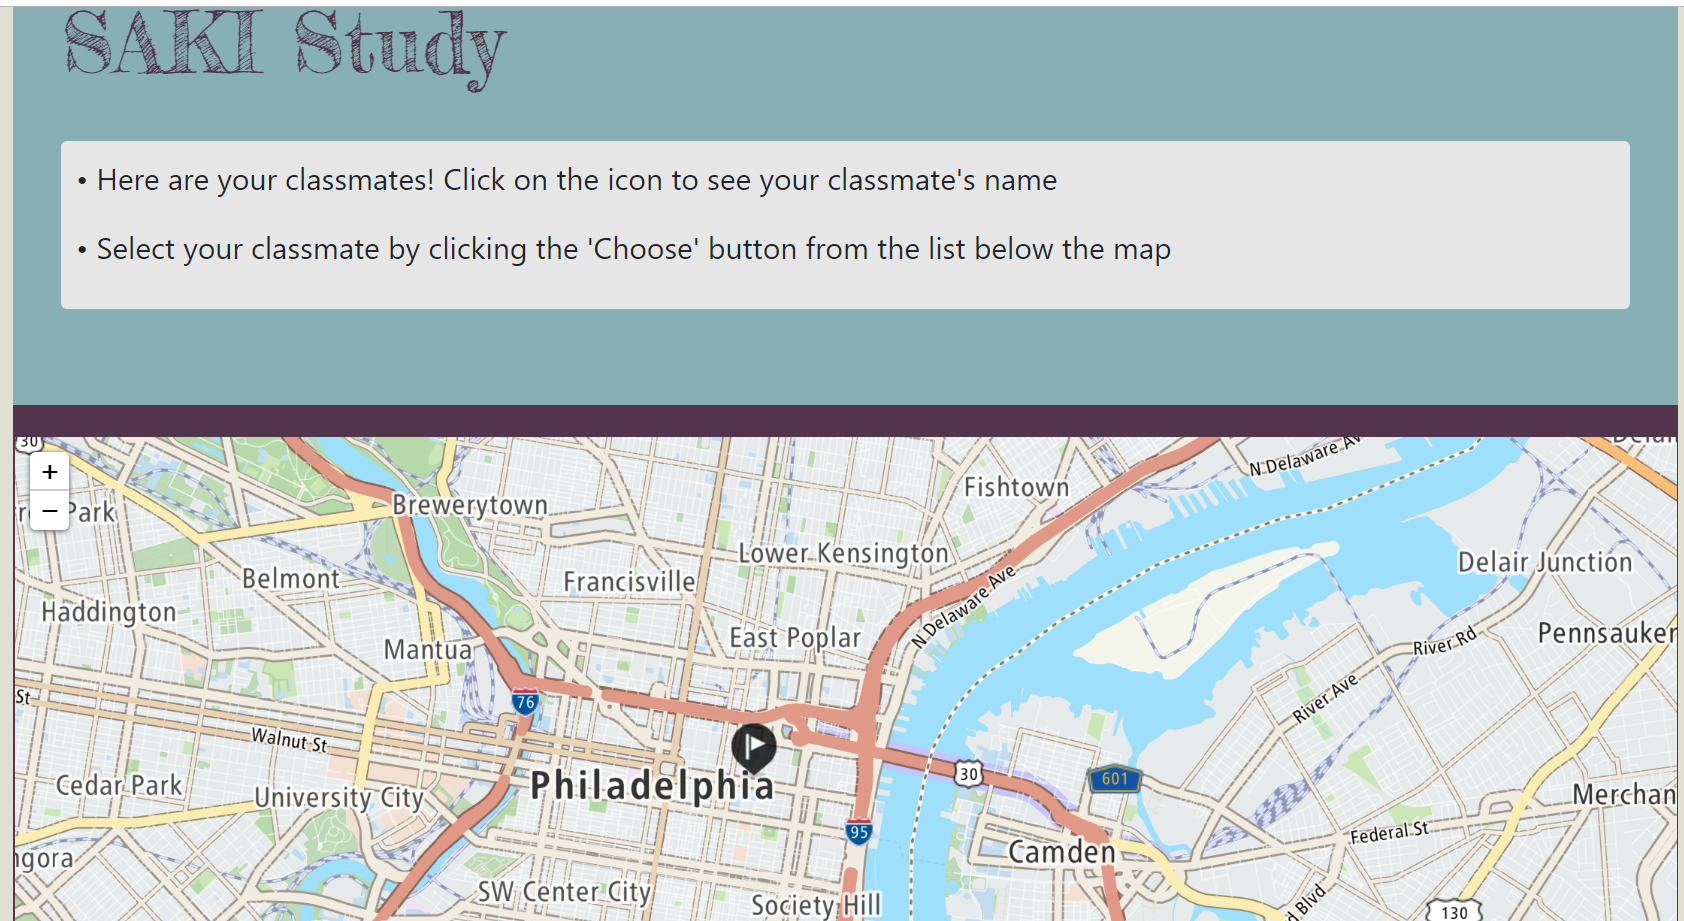 SAKI Study
• Here are your classmates! Click on the icon to see your classmate's name
• Select your classmate by clicking the 'Choose' button from the list below the map
30
+
−
Park
Brewerytown
Fishtown
N Delaware Av
Lower Kensington
Belmont
Francisville
Delair Junction
Haddington
N Delaware Ave
East Poplar
River Rd
Pennsauker
Mantua
St
76
River Ave
Walnut St
30
601
Cedar Park
Philadelphia
University City
Merchan
95
Federal St
Camden
ngora
SW Center City
Society Hill
Blvd
130